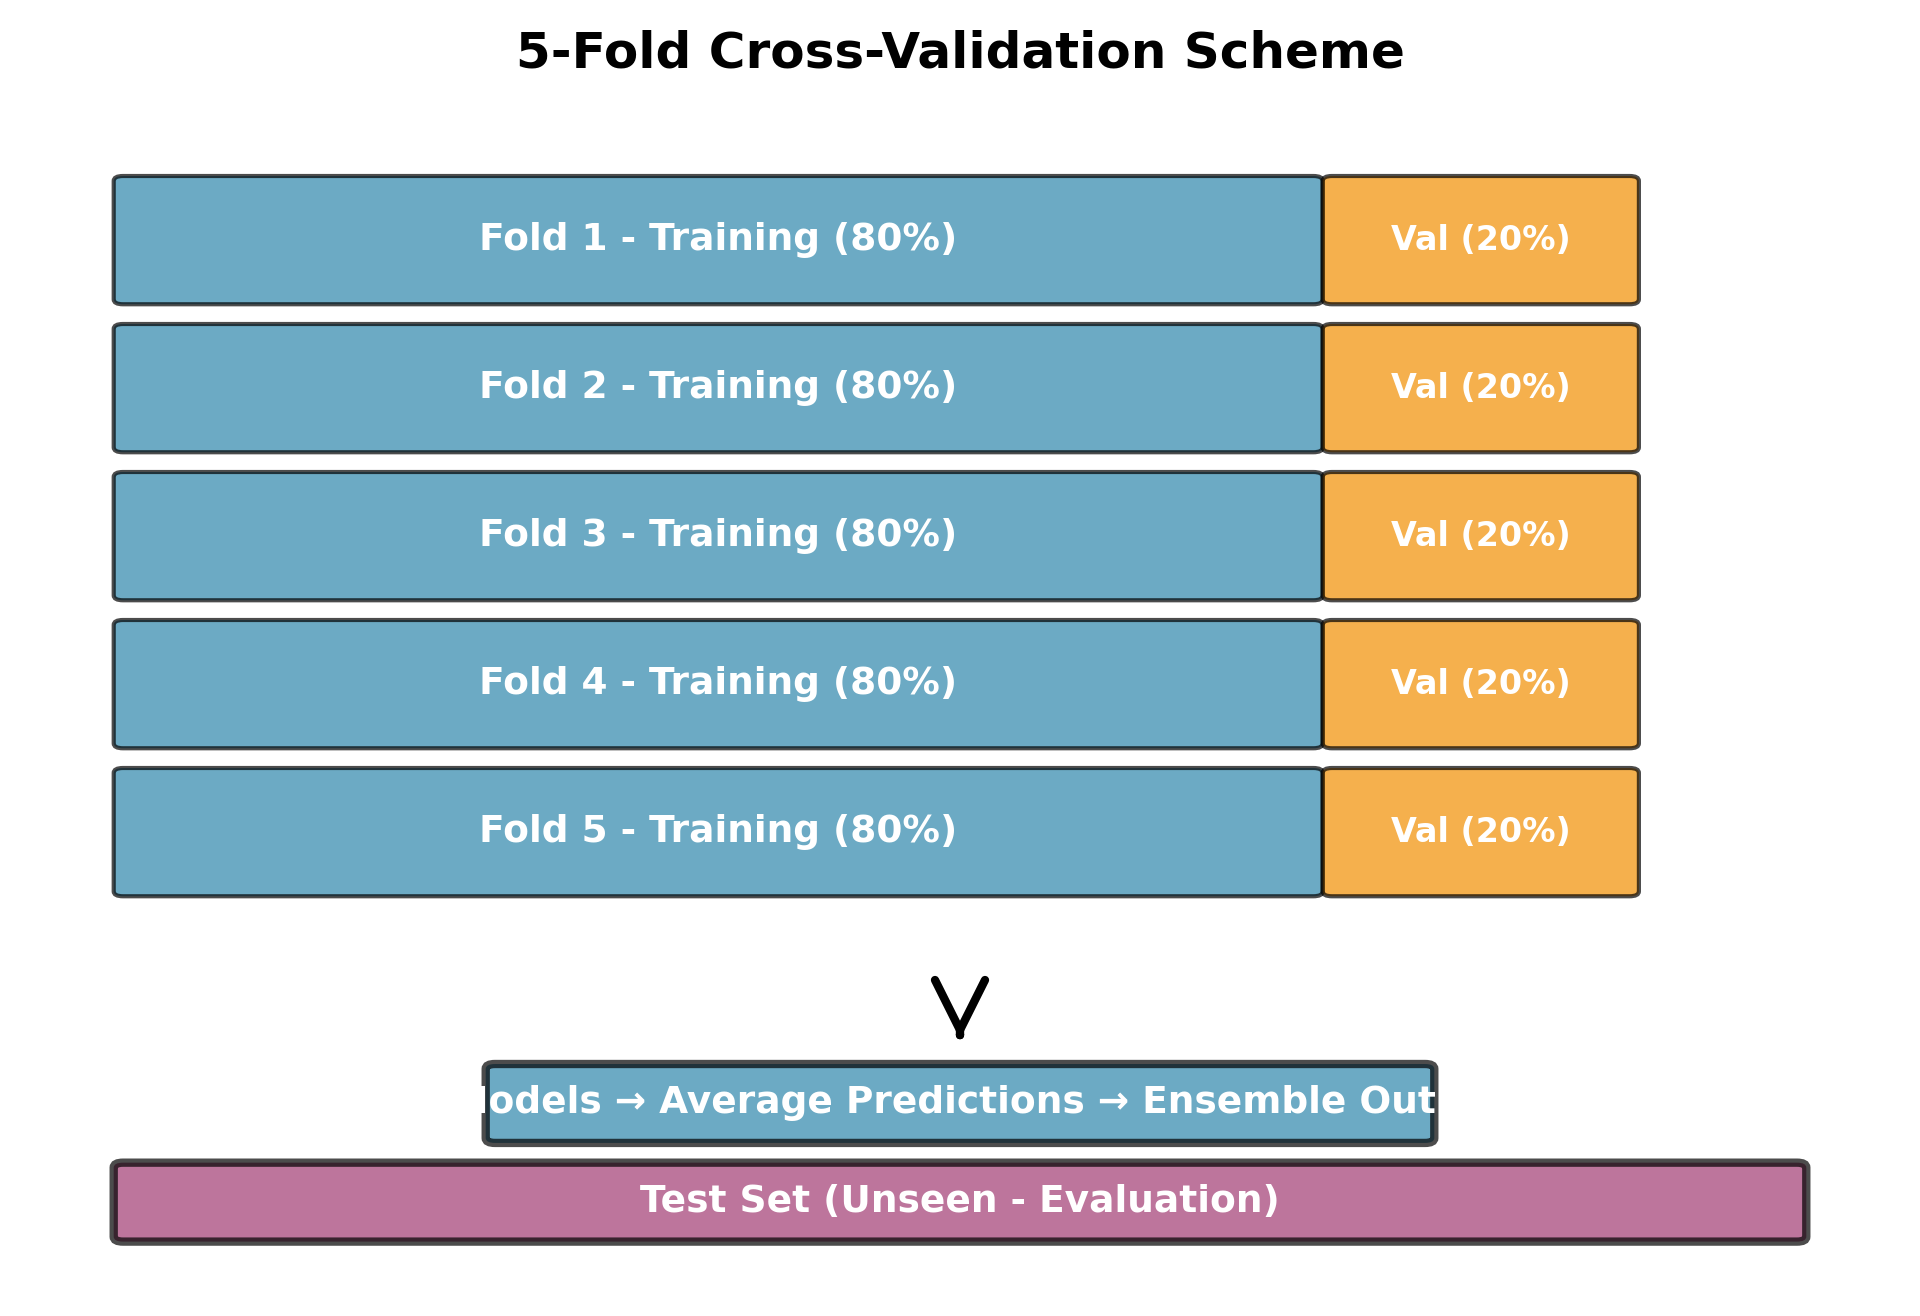 5-Fold Cross-Validation Scheme
Fold 1 - Training (80%) Val (20%)
Fold 2 - Training (80%) Val (20%)
Fold 3 - Training (80%) Val (20%)
Fold 4 - Training (80%) Val (20%)
Fold 5 - Training (80%) Val (20%)
odels → Average Predictions → Ensemble Out
Test Set (Unseen - Evaluation)